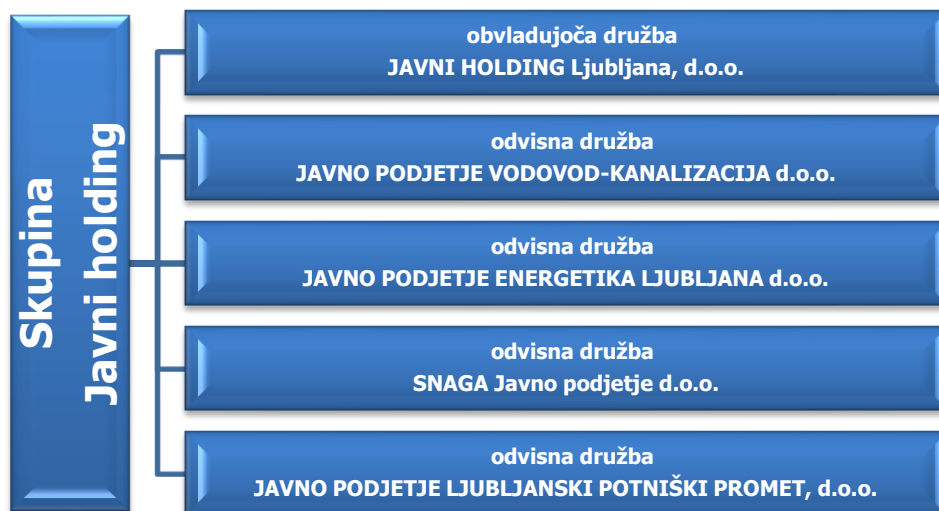 Skupina
Javni holding
obvladujoča družba
JAVNI HOLDING Ljubljana, d.o.o.
odvisna družba
JAVNO PODJETJE VODOVOD-KANALIZACIJA d.o.o.
odvisna družba
JAVNO PODJETJE ENERGETIKA LJUBLJANA d.o.o.
odvisna družba
SNAGA Javno podjetje d.o.o.
odvisna družba
JAVNO PODJETJE LJUBLJANSKI POTNIŠKI PROMET, d.o.o.